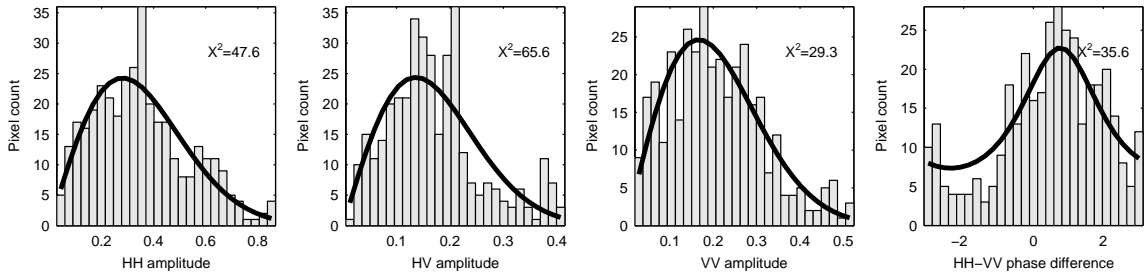 35
30
25
20
15
10
5
0
Pixel count
X²=47.6
0.2 0.4 0.6 0.8
HH amplitude
35
30
25
20
15
10
5
0
Pixel count
X²=65.6
0.1 0.2 0.3 0.4
HV amplitude
25
20
15
10
5
0
Pixel count
X²=29.3
0.1 0.2 0.3 0.4 0.5
VV amplitude
25
20
15
10
5
0
Pixel count
X²=35.6
−2 0 2
HH−VV phase difference